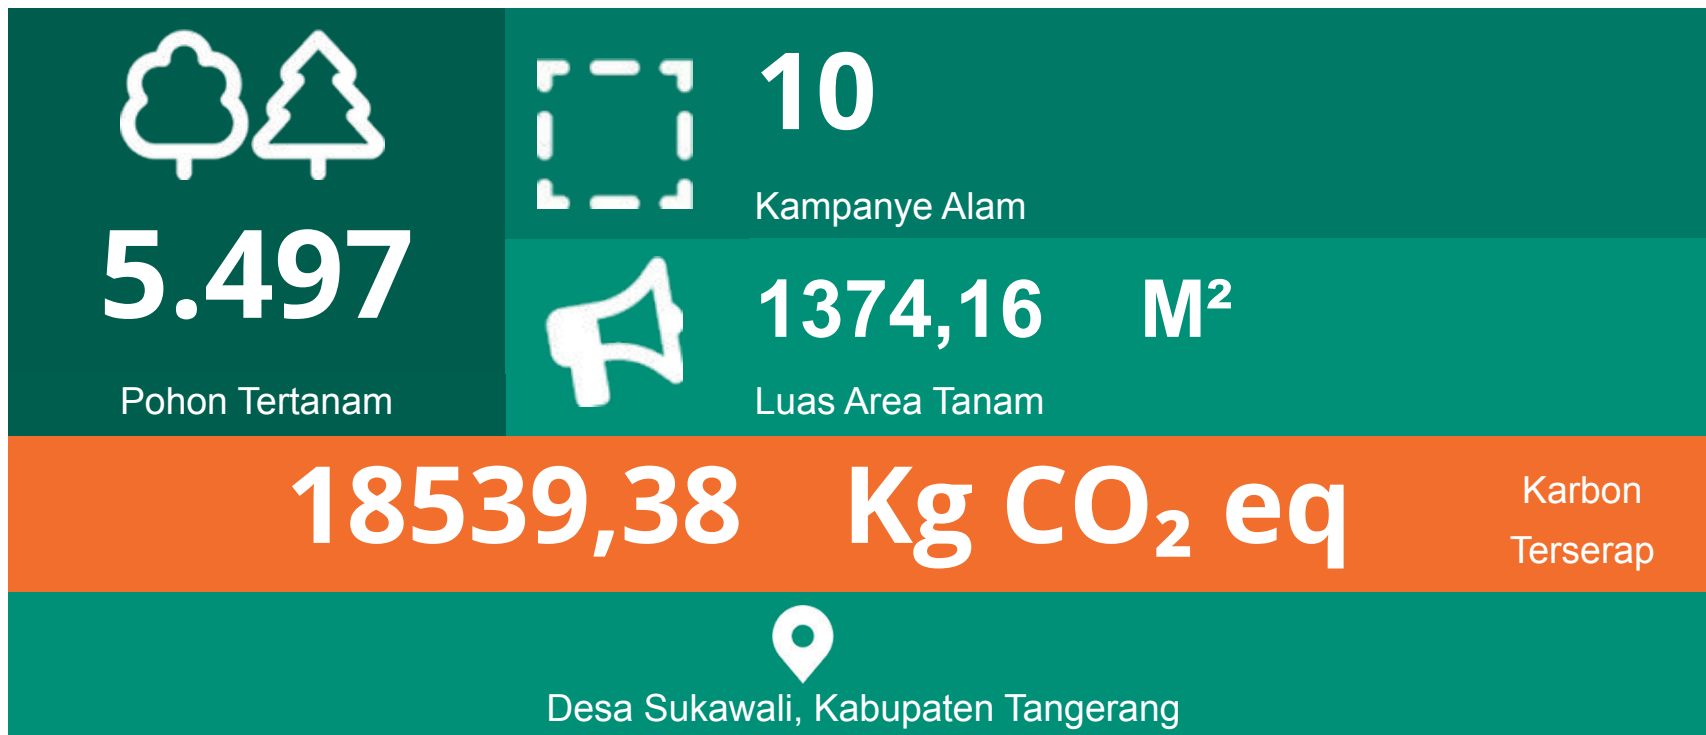 5.497
Pohon Tertanam
10
Kampanye Alam
1374,16 M²
Luas Area Tanam
18539,38 Kg CO₂ eq
Karbon
Terserap
Desa Sukawali, Kabupaten Tangerang